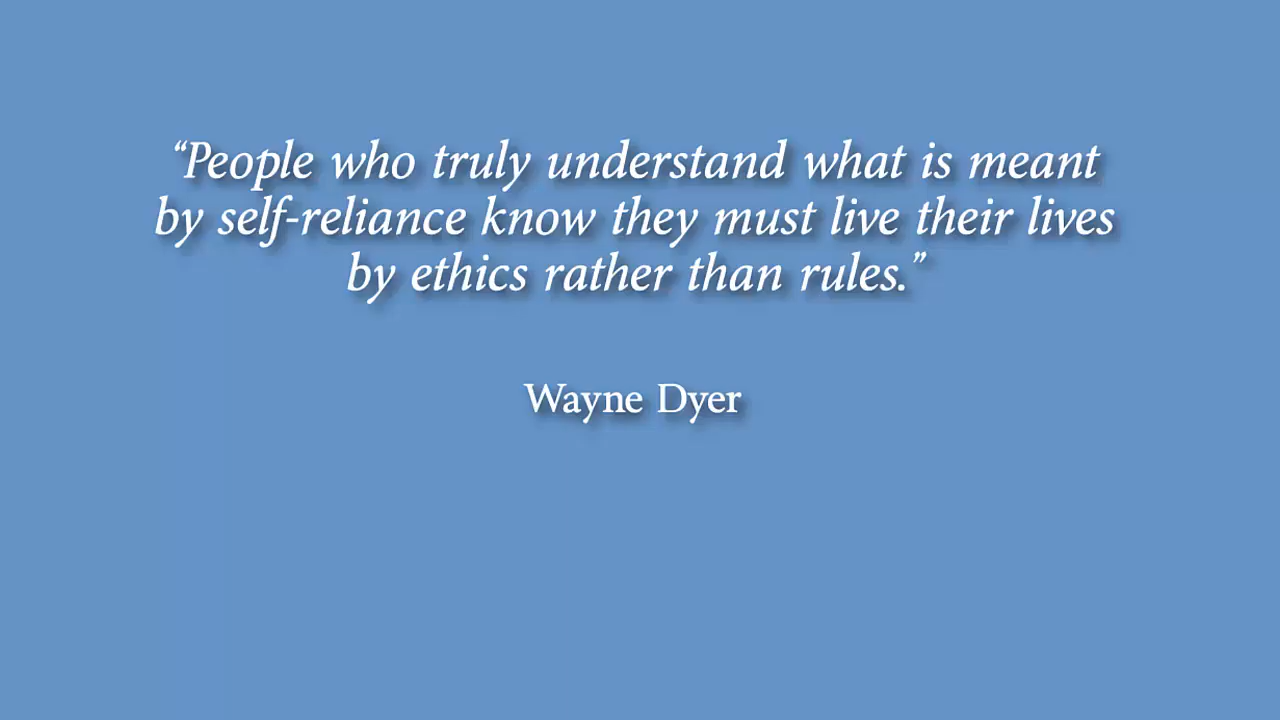 “People who truly understand what is meant
by self-reliance know they must live their lives
by ethics rather than rules.”
Wayne Dyer